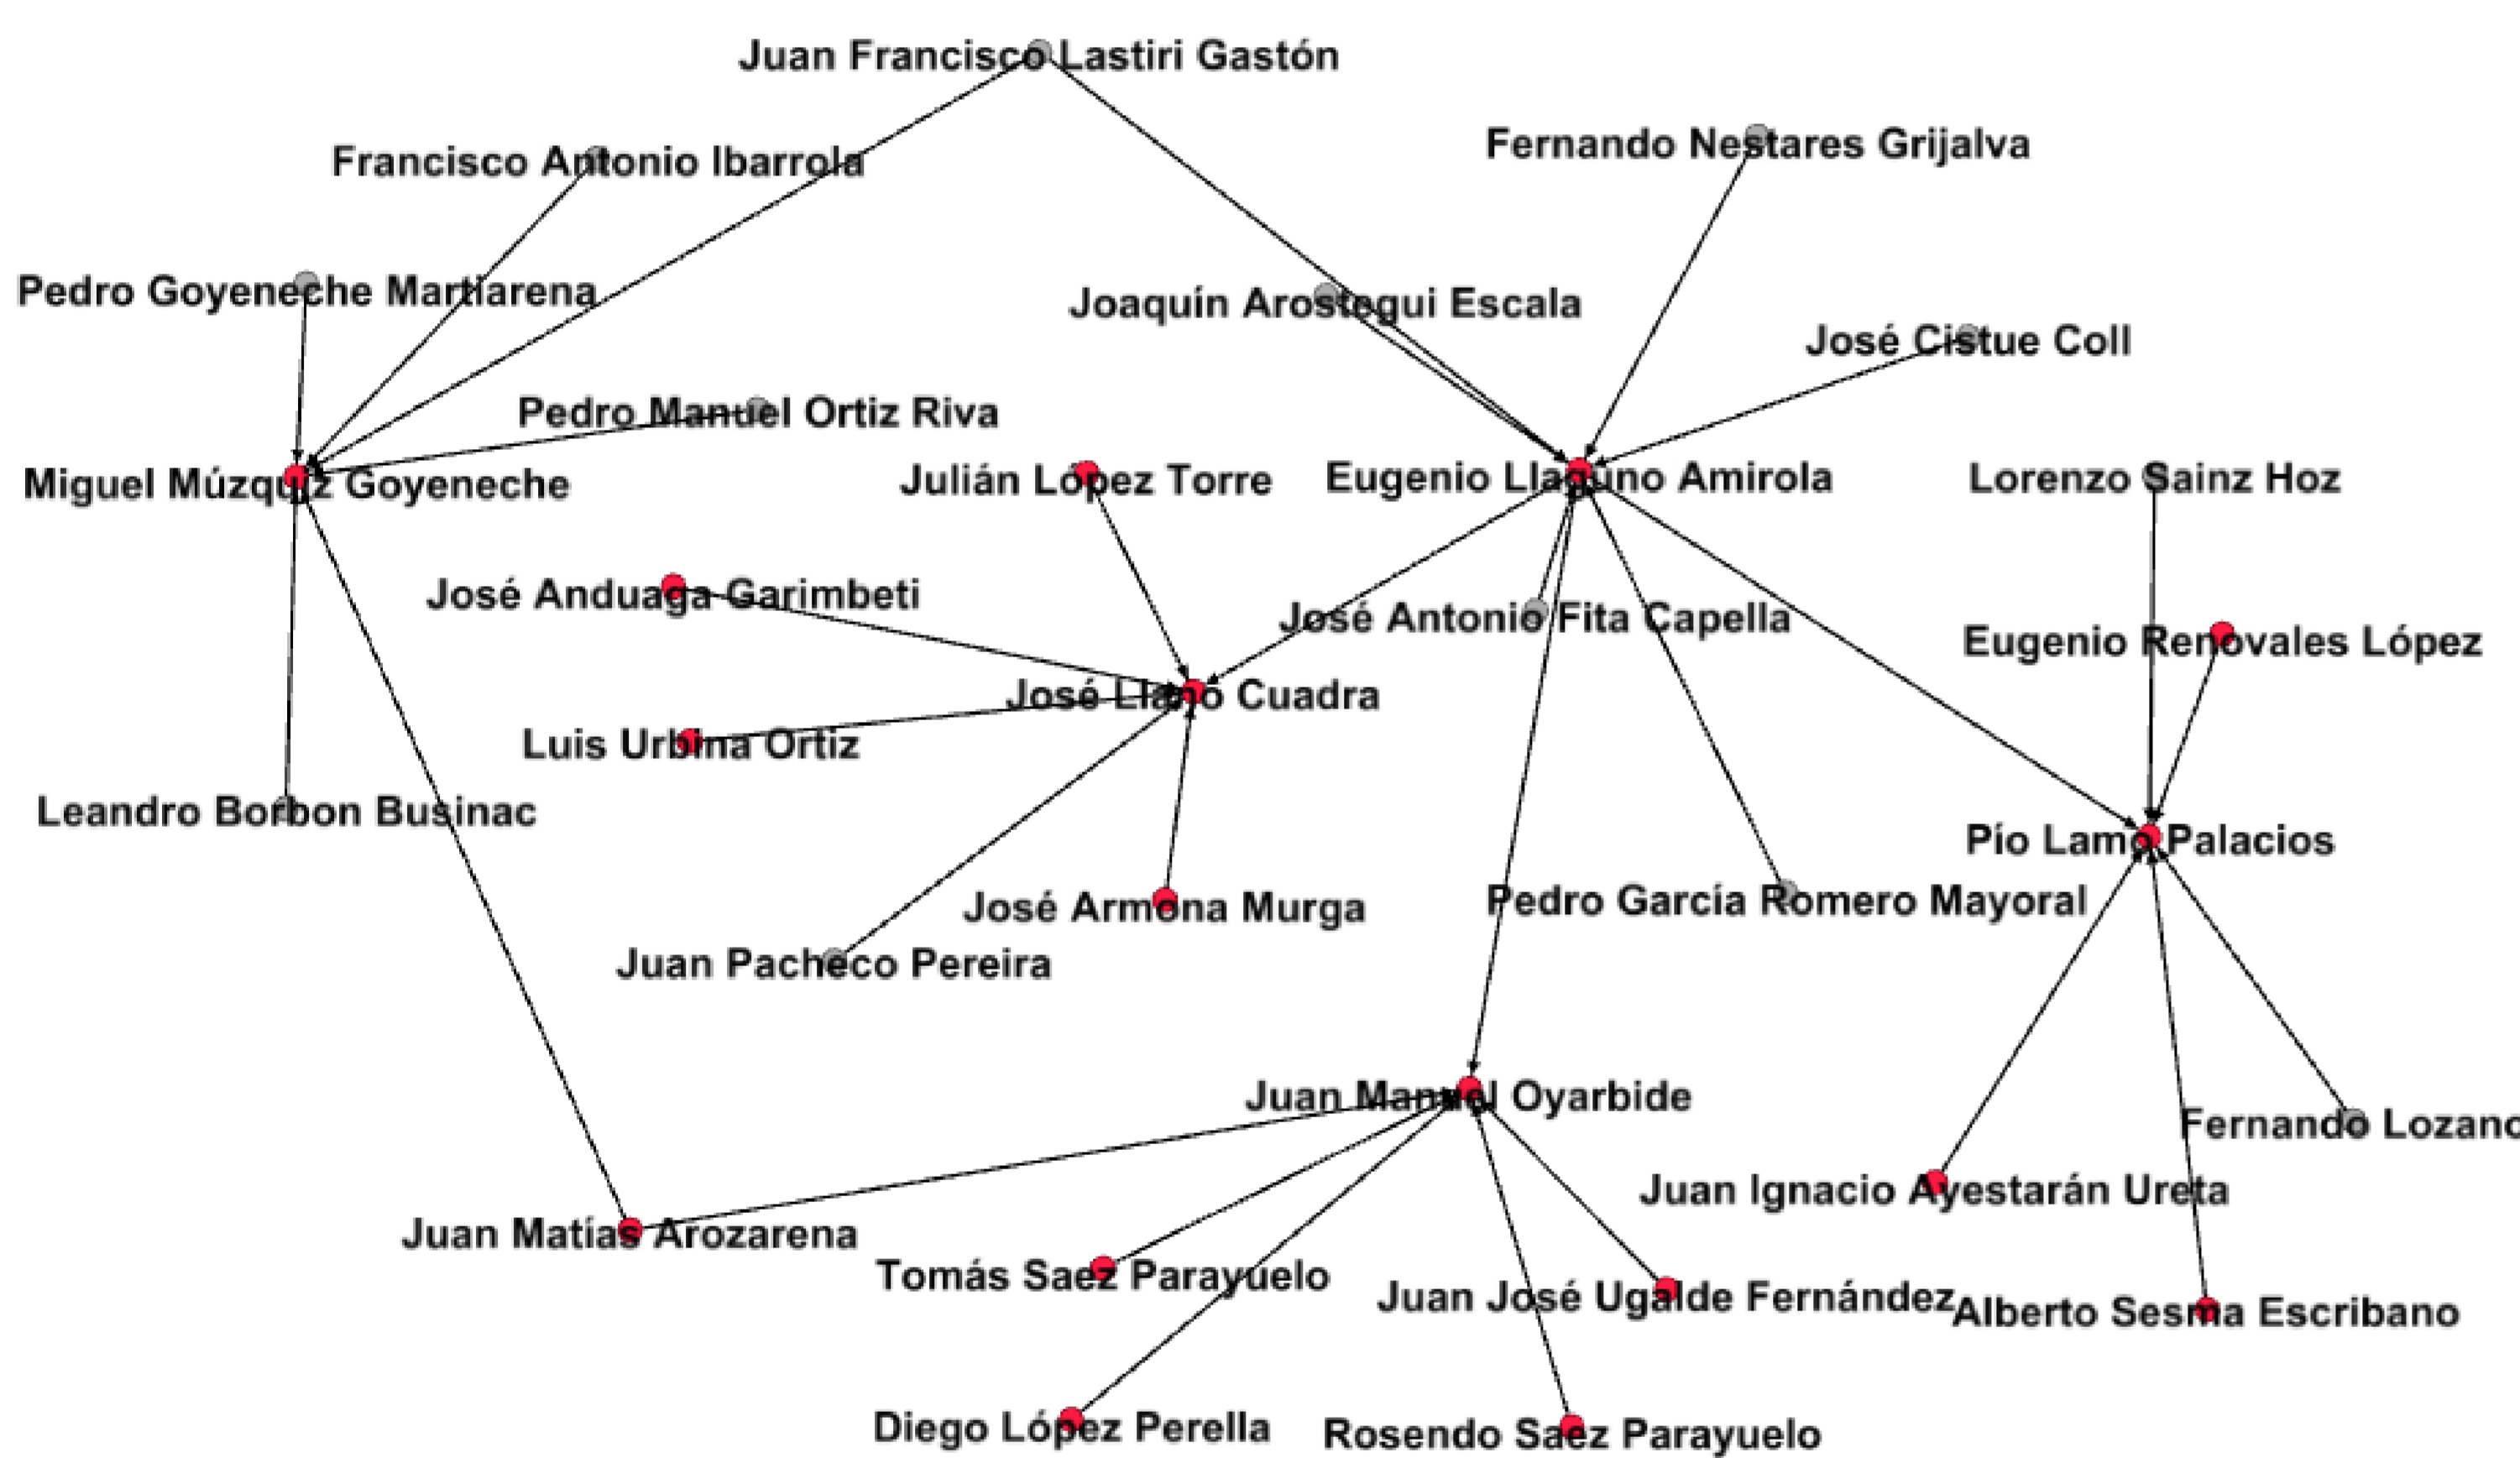 Juan Francisco Lastiri Gastón
Fernando Nestares Grijalva
Francisco Antonio Ibarrola
Pedro Goyeneche Martiarena
Joaquín Arostegui Escala
José Cistue Coll
Pedro Manuel Ortiz Riva
Miguel Múzquiz Goyeneche
Julián López Torre
Eugenio Llaguno Amirola
Lorenzo Sainz Hoz
José Anduaga Garimbeti
José Antonio Fita Capella
Eugenio Renovales López
José Llano Cuadra
Luis Urbina Ortiz
Leandro Borbon Businac
Pío Lamo Palacios
José Armona Murga
Pedro García Romero Mayoral
Juan Pacheco Pereira
Juan Manuel Oyarbide
Fernando Lozano
Juan Ignacio Ayestarán Ureta
Juan Matías Arozarena
Tomás Saez Parayuelo
Juan José Ugalde Fernández
Alberto Sesma Escribano
Diego López Perella
Rosendo Saez Parayuelo